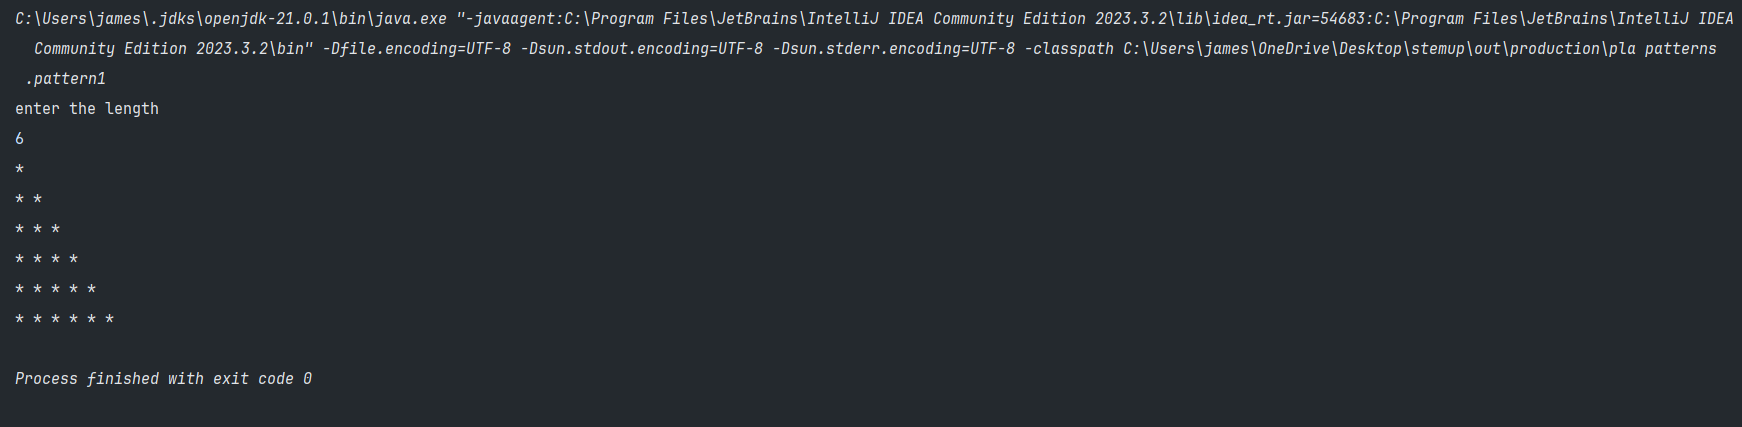 C:\Users\james\.jdks\openjdk-21.0.1\bin\java.exe "-javaagent:C:\Program Files\JetBrains\IntelliJ IDEA Community Edition 2023.3.2\lib\idea_rt.jar=54683:C:\Program Files\JetBrains\IntelliJ IDEA
Community Edition 2023.3.2\bin" -Dfile.encoding=UTF-8 -Dsun.stdout.encoding=UTF-8 -Dsun.stderr.encoding=UTF-8 -classpath C:\Users\james\OneDrive\Desktop\stemup\out\production\pla patterns
.pattern1
enter the length
6
*
* *
* * *
* * * *
* * * * *
* * * * * *
Process finished with exit code 0